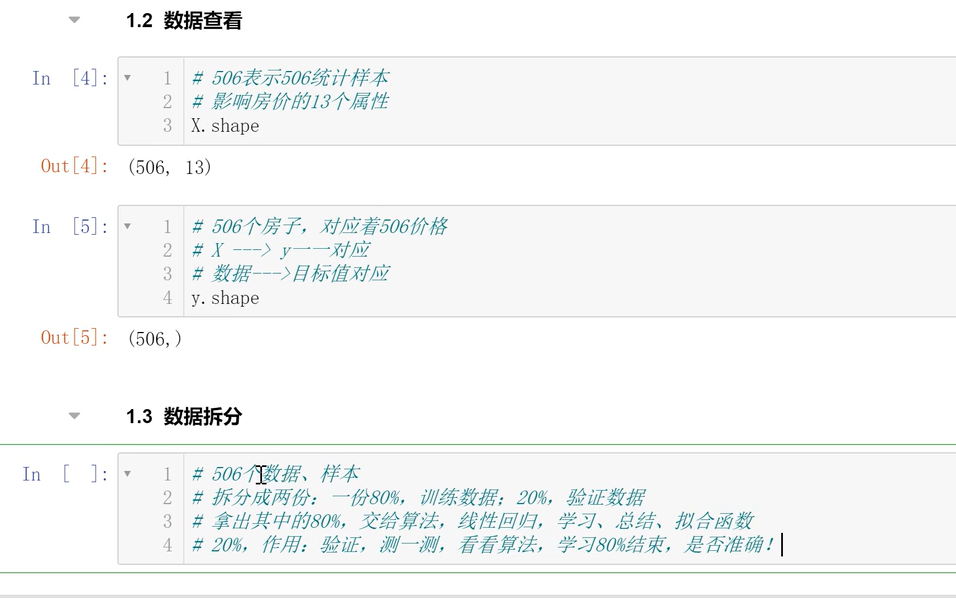 1.2 数据查看
In [4]:
1 # 506表示506统计样本
2 # 影响房价的13个属性
3 X.shape
Out[4]: (506, 13)
In [5]:
1 # 506个房子，对应着506价格
2 # X ---> y一一对应
3 # 数据--->目标值对应
4 y.shape
Out[5]: (506,)
1.3 数据拆分
In [ ]:
1 # 506个数据、样本
2 # 拆分成两份：一份80%，训练数据；20%，验证数据
3 # 拿出其中的80%，交给算法，线性回归，学习、总结、拟合函数
4 # 20%，作用：验证，测一测，看看算法，学习80%结束，是否准确！